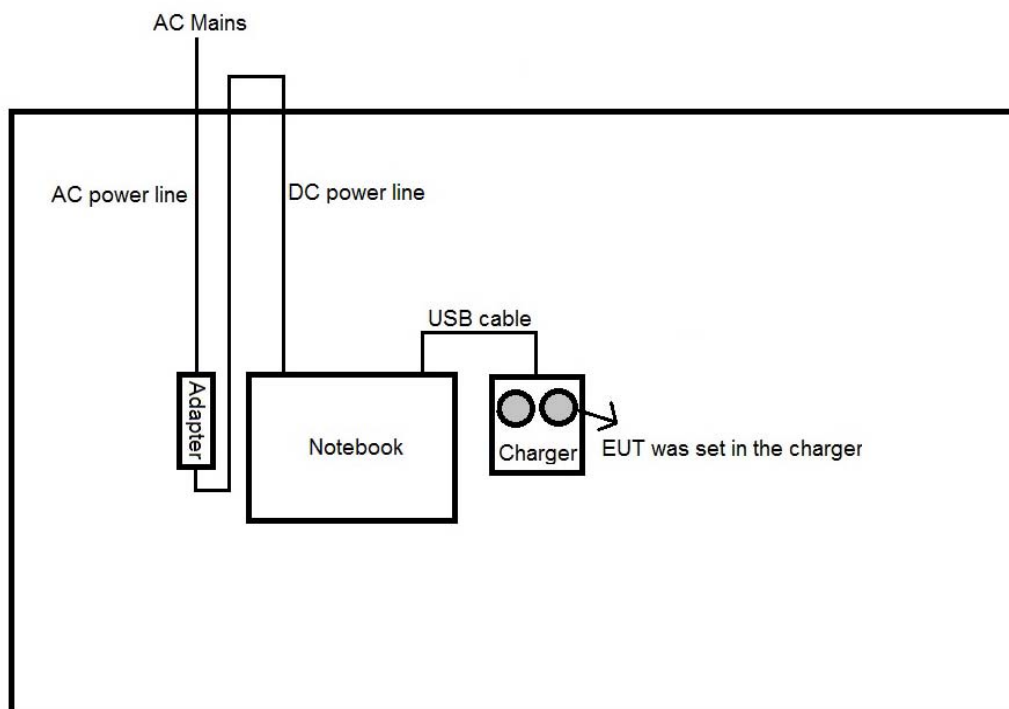 AC Mains
AC power line
DC power line
USB cable
Adapter
Notebook
Charger
EUT was set in the charger